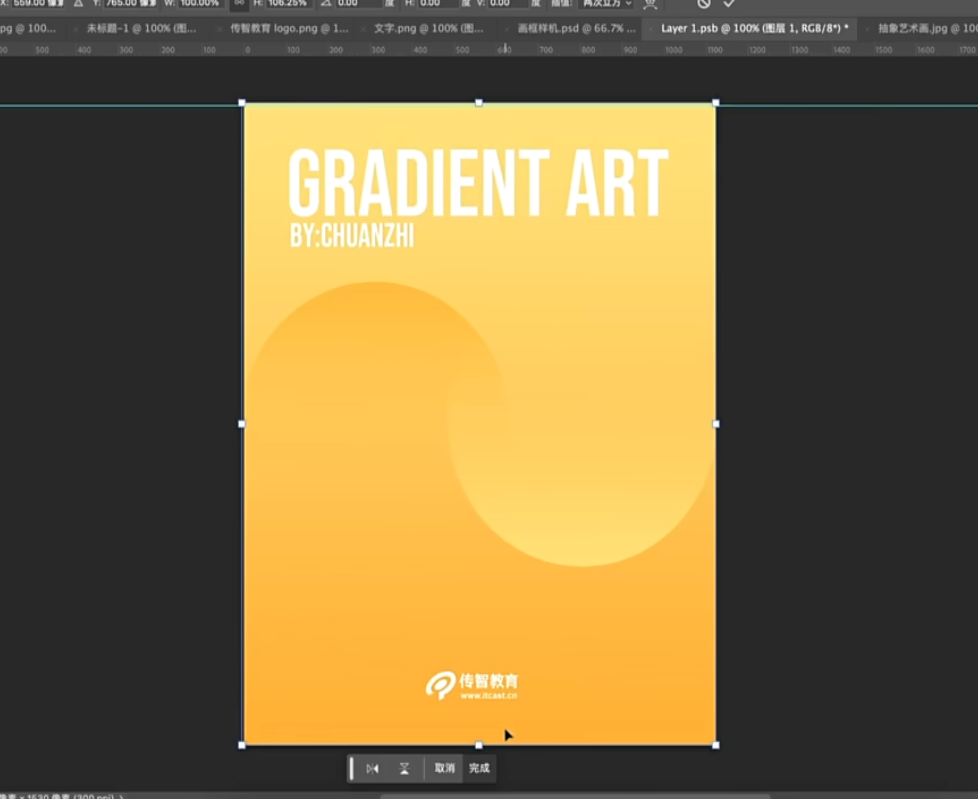 X: 559.00 像素 Y: 765.00 像素 W: 100.00% H: 106.25% 0.00 度 H: 0.00 度 V: 0.00 度 插值: 两次立方
pg @ 100... 未标题-1 @ 100% (图... 传智教育 logo.png @ 1... 文字.png @ 100% (图... 画框样机.psd @ 66.7% ... Layer 1.psb @ 100% (图层 1, RGB/8*) * 抽象艺术画.jpg @ 100
500 400 300 200 100 0 100 200 300 400 500 600 700 800 900 1000 1100 1200 1300 1400 1500 1600 1700
GRADIENT ART
BY:CHUANZHI
传智教育
www.itcast.cn
取消 完成
像素 x 1530 像素 (300 ppi)